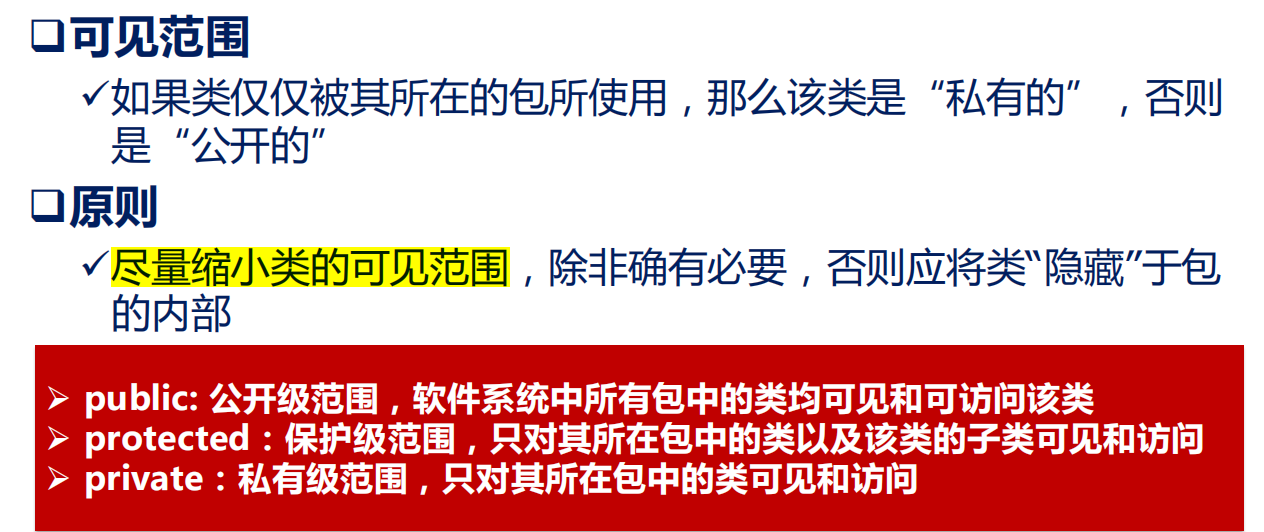 ❑可见范围
✓如果类仅仅被其所在的包所使用，那么该类是“私有的”，否则
是“公开的”
❑原则
✓尽量缩小类的可见范围，除非确有必要，否则应将类“隐藏”于包
的内部
➢ public: 公开级范围，软件系统中所有包中的类均可见和可访问该类
➢ protected：保护级范围，只对其所在包中的类以及该类的子类可见和访问
➢ private：私有级范围，只对其所在包中的类可见和访问